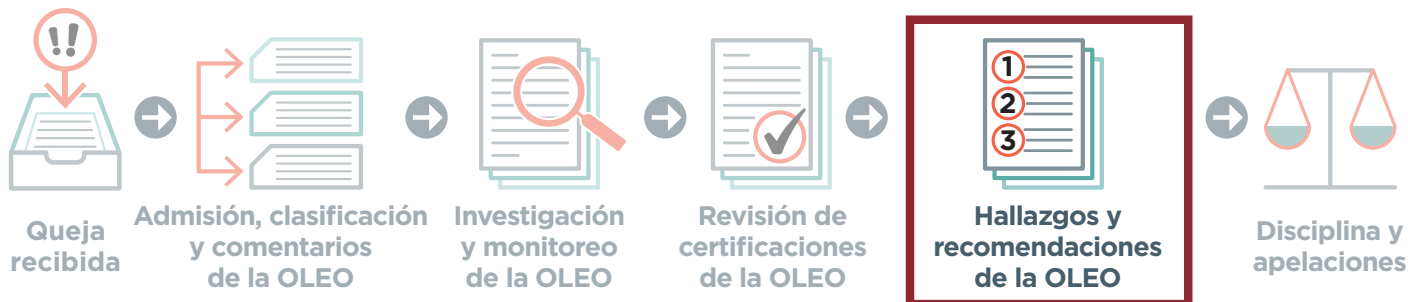 !!
1
2
3
Queja
recibida
Admisión, clasificación
y comentarios
de la OLEO
Investigación
y monitoreo
de la OLEO
Revisión de
certificaciones
de la OLEO
Hallazgos y
recomendaciones
de la OLEO
Disciplina y
apelaciones